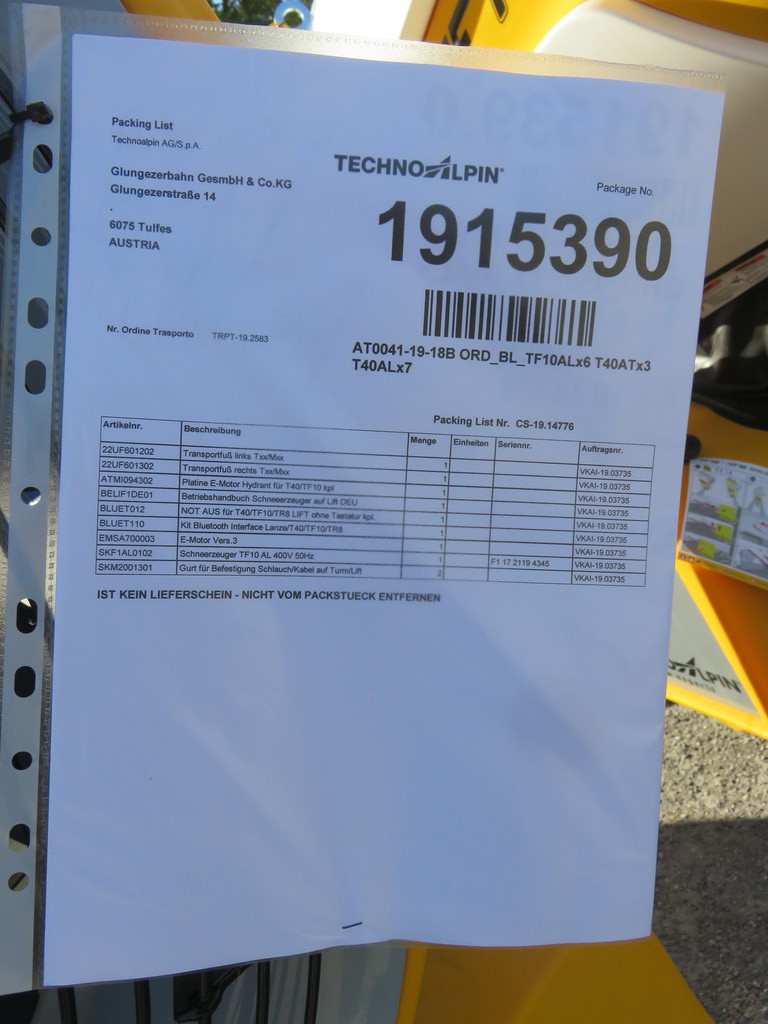 Packing List
Technoalpin AG/S.p.A.
Glungezerbahn GesmbH & Co.KG
Glungezerstraße 14
.
6075 Tulfes
AUSTRIA
TECHNOALPIN
Package No.
1915390
AT0041-19-18B ORD_BL_TF10ALx6 T40ATx3
T40ALx7
Nr. Ordine Trasporto TRPT-19.2583
Packing List Nr. CS-19.14776
Artikelnr. Beschreibung Menge Einheiten Seriennr. Auftragsnr.
22UF601202 Transportfuß links Txx/Mxx 1 VKAI-19.03735
22UF601302 Transportfuß rechts Txx/Mxx 1 VKAI-19.03735
ATMI094302 Platine E-Motor Hydrant für T40/TF10 kpl 1 VKAI-19.03735
BELIF1DE01 Betriebshandbuch Schneeerzeuger auf Lift DEU 1 VKAI-19.03735
BLUET012 NOT AUS für T40/TF10/TR8 LIFT ohne Tastatur kpl. 1 VKAI-19.03735
BLUET110 Kit Bluetooth Interface Lanze/T40/TF10/TR8 1 VKAI-19.03735
EMSA700003 E-Motor Vers.3 1 VKAI-19.03735
SKF1AL0102 Schneerzeuger TF10 AL 400V 50Hz 1 F1 17 2119 4345 VKAI-19.03735
SKM2001301 Gurt für Befestigung Schlauch/Kabel auf Turm/Lift 2 VKAI-19.03735
IST KEIN LIEFERSCHEIN - NICHT VOM PACKSTUECK ENTFERNEN
ALPIN